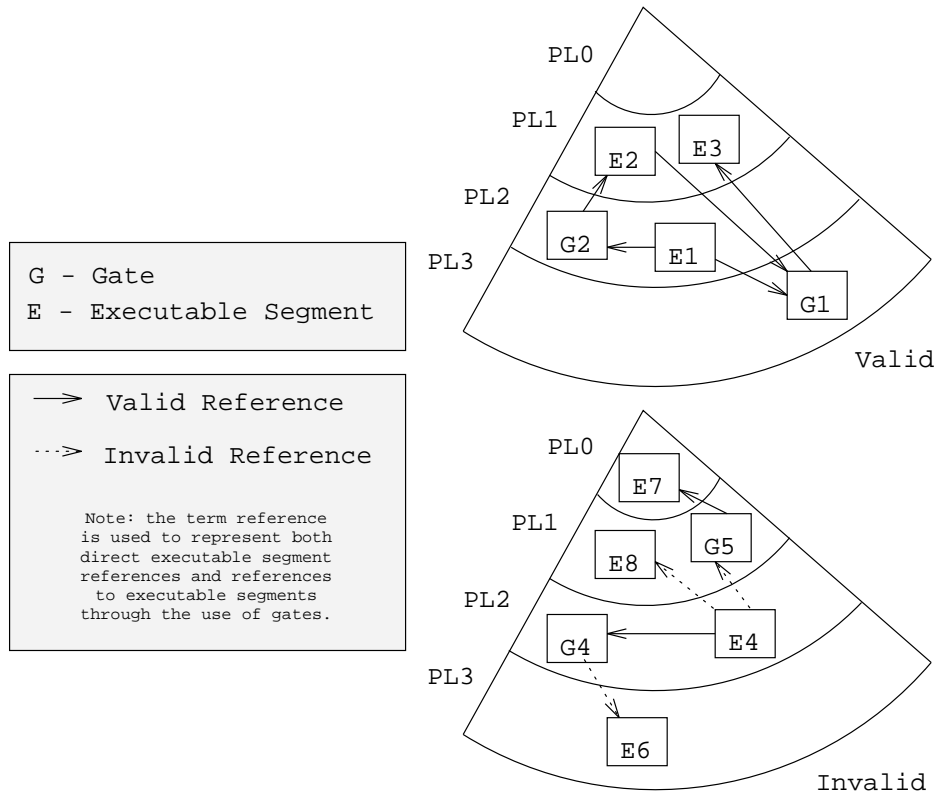 PL0
PL1
E2
E3
PL2
G2
E1
PL3
G1
Valid
G - Gate
E - Executable Segment
Valid Reference
Invalid Reference
Note: the term reference
is used to represent both
direct executable segment
references and references
to executable segments
through the use of gates.
PL0
E7
PL1
G5
E8
PL2
G4
E4
PL3
E6
Invalid